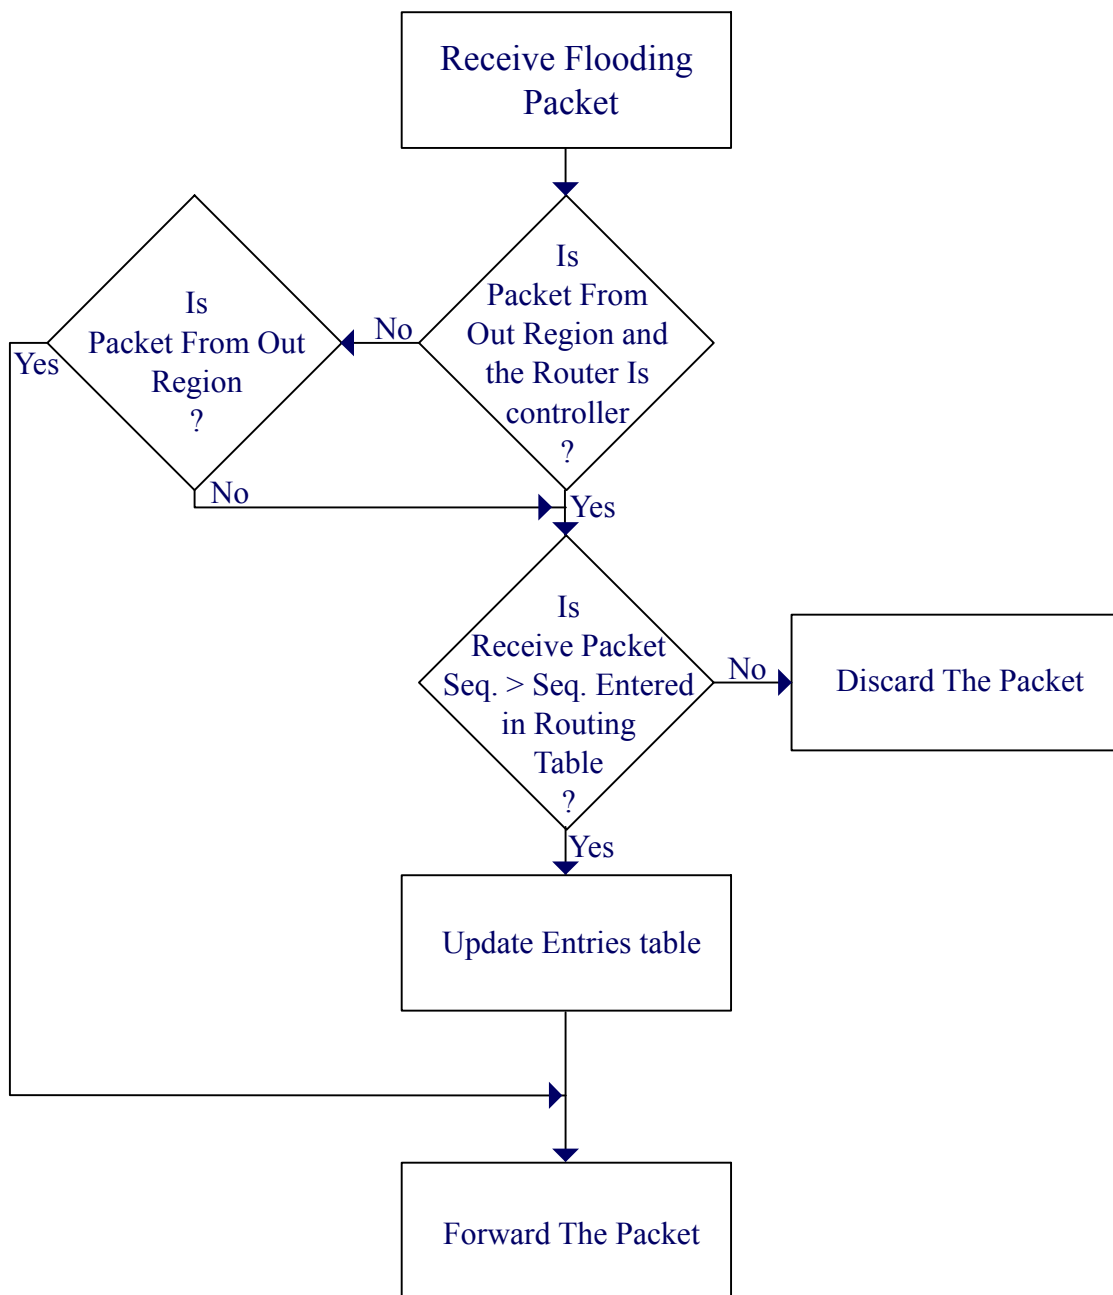 Receive Flooding
Packet
Is
Packet From
Out Region and
the Router Is
controller
?
No
Is
Packet From Out
Region
?
Yes
No
Yes
Is
Receive Packet
Seq. > Seq. Entered
in Routing
Table
?
No
Discard The Packet
Yes
Update Entries table
Forward The Packet